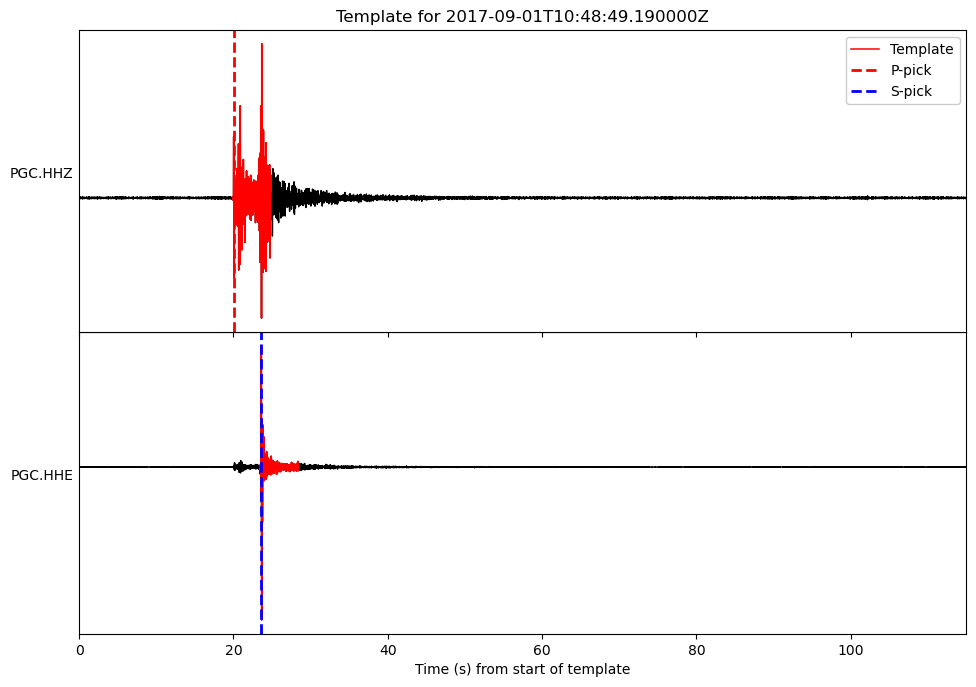 Template for 2017-09-01T10:48:49.190000Z
Template
P-pick
S-pick
PGC.HHZ
PGC.HHE
0 20 40 60 80 100
Time (s) from start of template